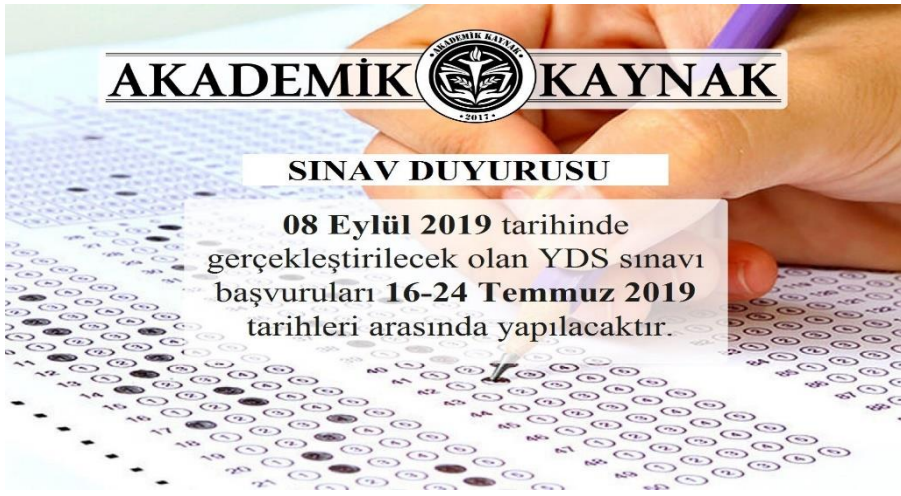 AKADEMİK KAYNAK
AKADEMİK KAYNAK
• 2017 •
SINAV DUYURUSU
08 Eylül 2019 tarihinde
gerçekleştirilecek olan YDS sınavı
başvuruları 16-24 Temmuz 2019
tarihleri arasında yapılacaktır.